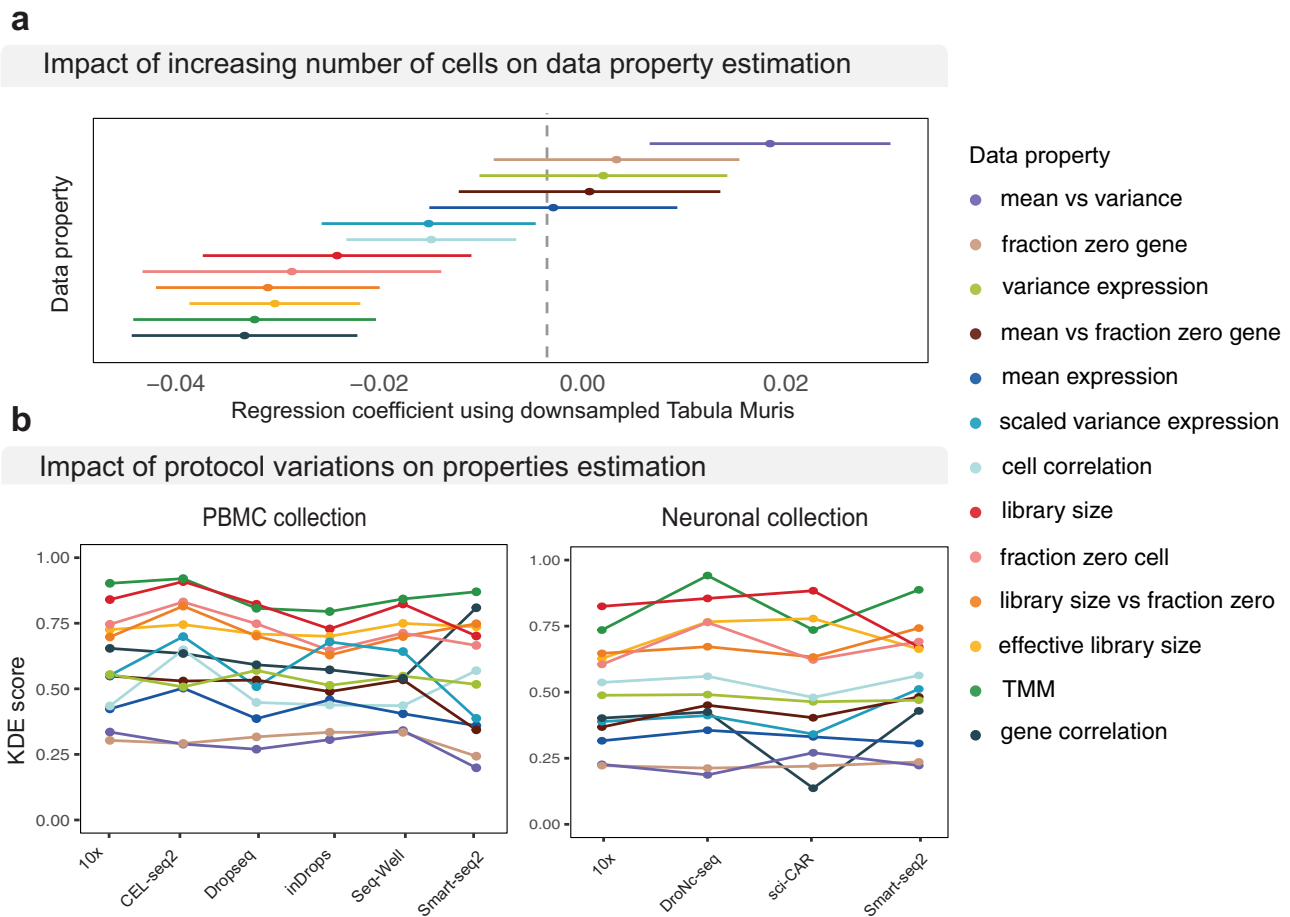 a
Impact of increasing number of cells on data property estimation
Data property
−0.04
−0.02
0.00
0.02
Regression coefficient using downsampled Tabula Muris
Data property
mean vs variance
fraction zero gene
variance expression
mean vs fraction zero gene
mean expression
scaled variance expression
cell correlation
library size
fraction zero cell
library size vs fraction zero
effective library size
TMM
gene correlation
b
Impact of protocol variations on properties estimation
PBMC collection
KDE score
1.00
0.75
0.50
0.25
0.00
10x
CEL-seq2
Dropseq
inDrops
Seq-Well
Smart-seq2
Neuronal collection
1.00
0.75
0.50
0.25
0.00
10x
DroNc-seq
sci-CAR
Smart-seq2